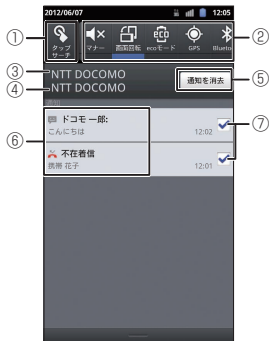 2012/06/07 12:05
① タップサーチ マナー 画面回転 ecoモード GPS Blueto ②
③ NTT DOCOMO
④ NTT DOCOMO
通知を消去 ⑤
ドコモ 一郎:
こんにちは 12:02 ⑦
⑥
不在着信
携帯 花子 12:01